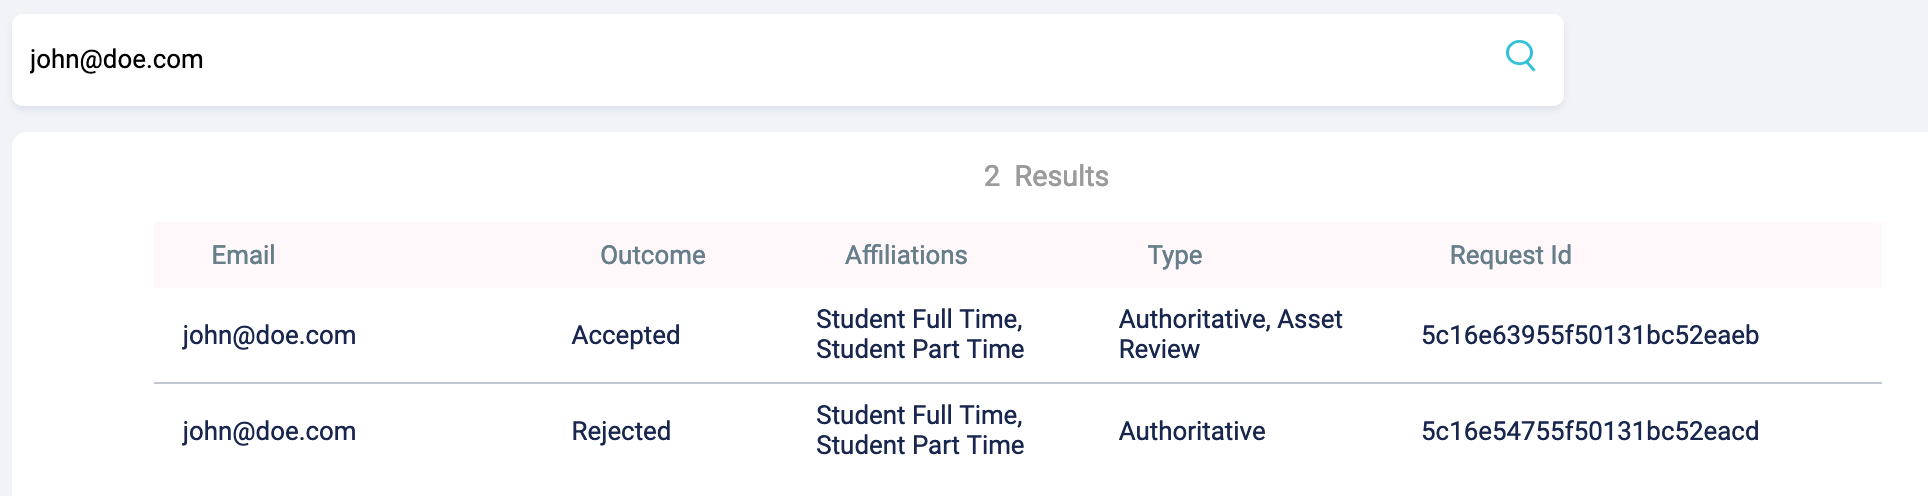 john@doe.com
2 Results
Email Outcome Affiliations Type Request Id
john@doe.com Accepted Student Full Time, Student Part Time Authoritative, Asset Review 5c16e63955f50131bc52eaeb
john@doe.com Rejected Student Full Time, Student Part Time Authoritative 5c16e54755f50131bc52eacd